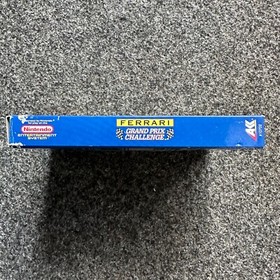 Nintendo
ENTERTAINMENT
SYSTEM
FERRARI
GRAND PRIX
CHALLENGE